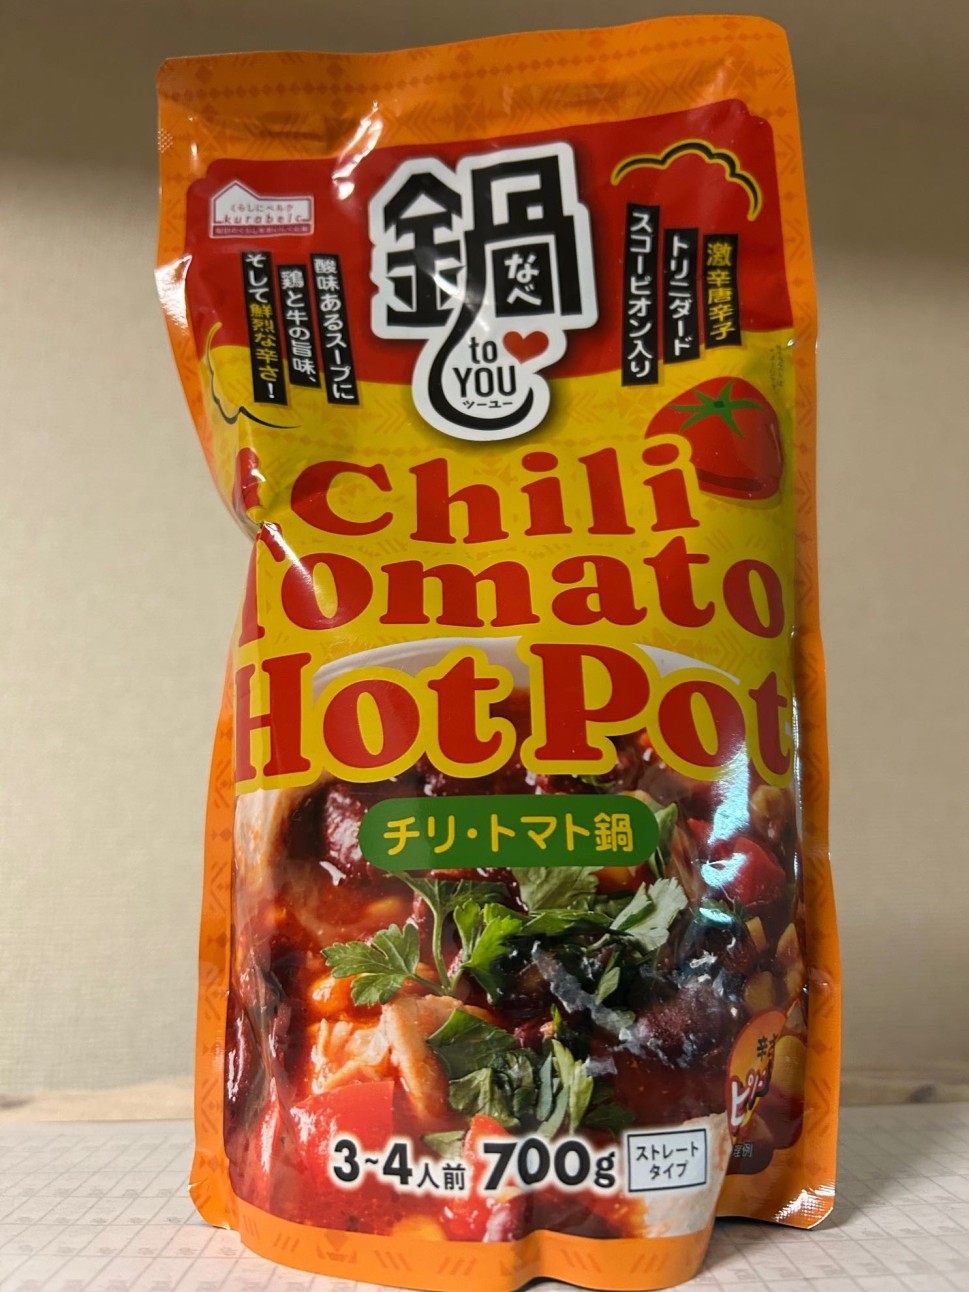 くらしにベルク
kurabelc
鍋
なべ
to
YOU
ツーユー
激辛唐辛子
トリニダード
スコーピオン入り
酸味あるスープに
鶏と牛の旨味、
そして鮮烈な辛さ!
Chili
Tomato
Hot Pot
チリ・トマト鍋
3~4人前 700g
ストレート
タイプ